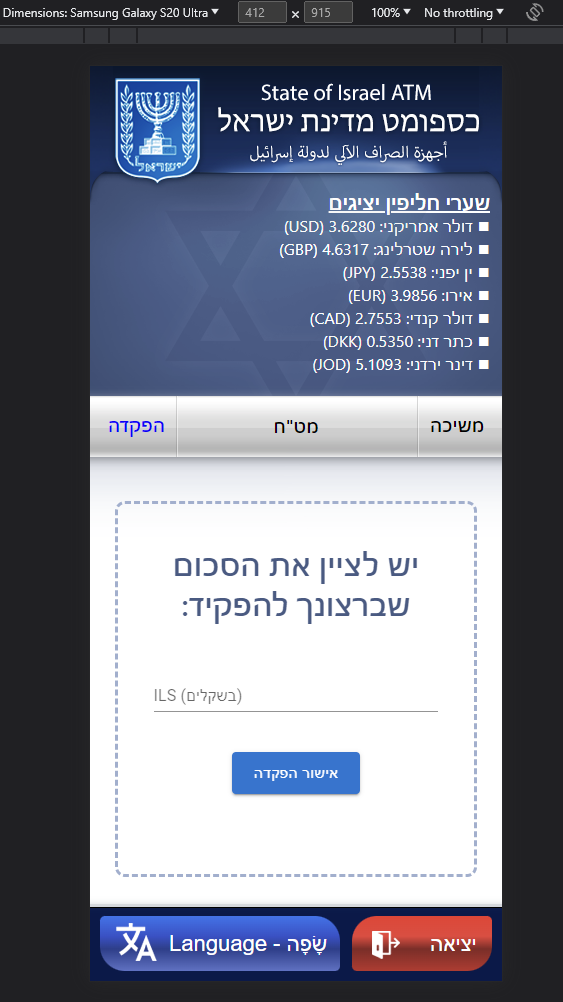 Dimensions: Samsung Galaxy S20 Ultra ▼ 412 × 915 100% ▼ No throttling ▼
State of Israel ATM
כספומט מדינת ישראל
أجهزة الصراف الآلي لدولة إسرائيل
ישראל
שערי חליפין יציגים
■ דולר אמריקני: 3.6280 (USD)
■ לירה שטרלינג: 4.6317 (GBP)
■ ין יפני: 2.5538 (JPY)
■ אירו: 3.9856 (EUR)
■ דולר קנדי: 2.7553 (CAD)
■ כתר דני: 0.5350 (DKK)
■ דינר ירדני: 5.1093 (JOD)
משיכה
מט"ח
הפקדה
יש לציין את הסכום
שברצונך להפקיד:
ILS (בשקלים)
אישור הפקדה
יציאה
שָׂפָה - Language